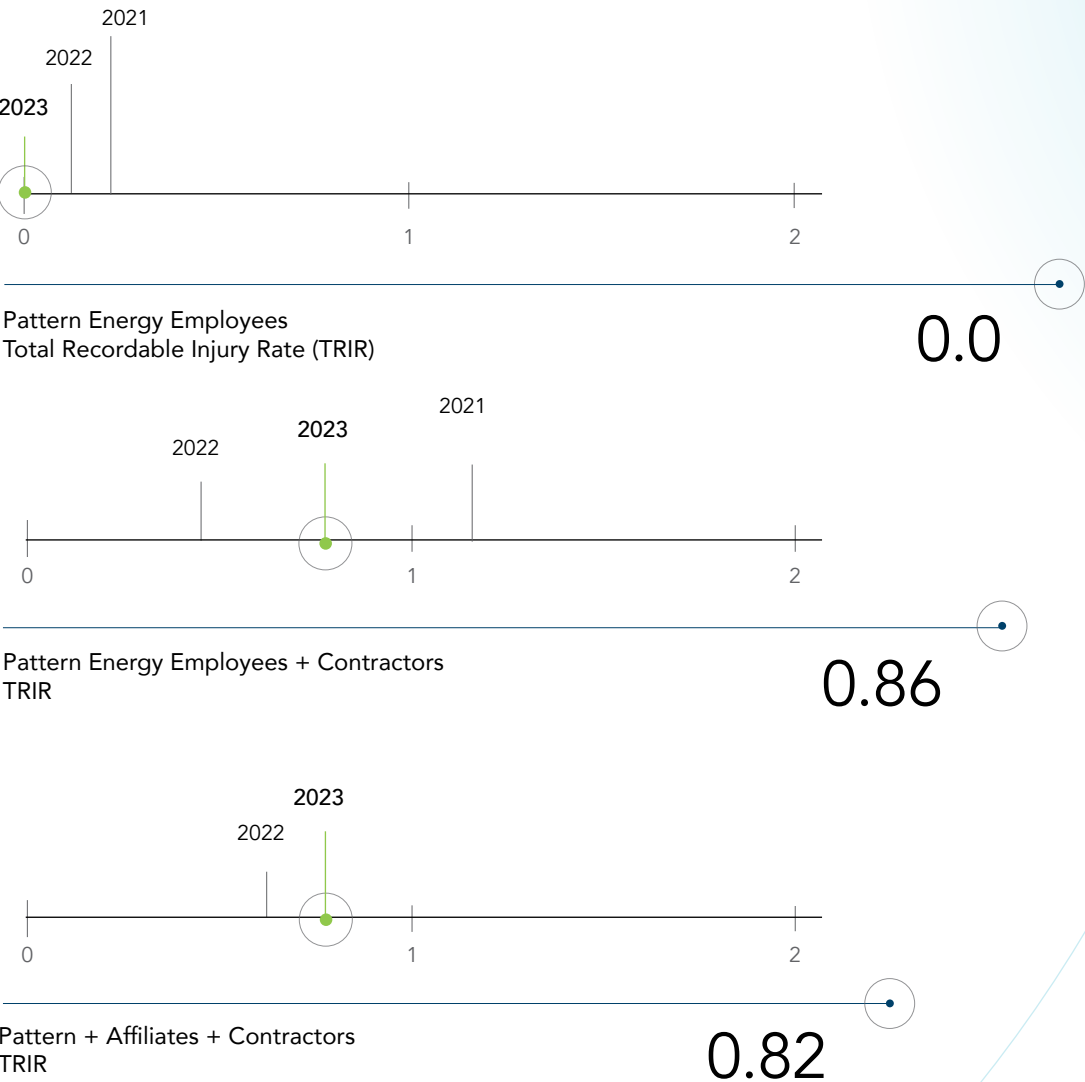 2021
2022
2023
0 1 2
Pattern Energy Employees
Total Recordable Injury Rate (TRIR)
0.0
2021
2023
2022
0 1 2
Pattern Energy Employees + Contractors
TRIR
0.86
2023
2022
0 1 2
Pattern + Affiliates + Contractors
TRIR
0.82